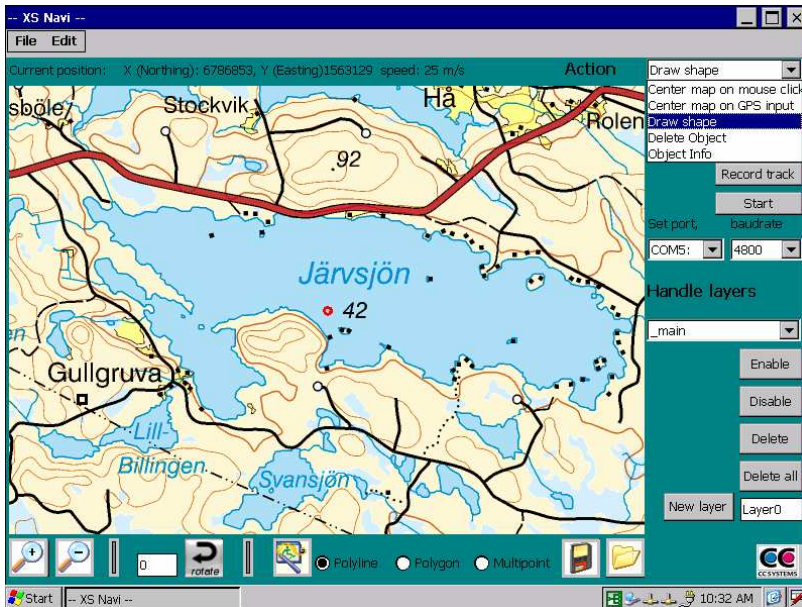 -- XS Navi --
File Edit
Current position: X (Northing): 6786853, Y (Easting)1563129 speed: 25 m/s
Action
Draw shape
Center map on mouse click
Center map on GPS input
Draw shape
Delete Object
Object Info
Record track
Start
Set port, baudrate
COM5: 4800
Handle layers
_main
Enable
Disable
Delete
Delete all
New layer Layer0
sböle
Stockvik
Hå
Rolen
.92
Järvsjön
42
Gullgruva
Lill-
Billingen
Svansjön
en
0
rotate
Polyline Polygon Multipoint
CC
CC SYSTEMS
Start -- XS Navi -- 10:32 AM